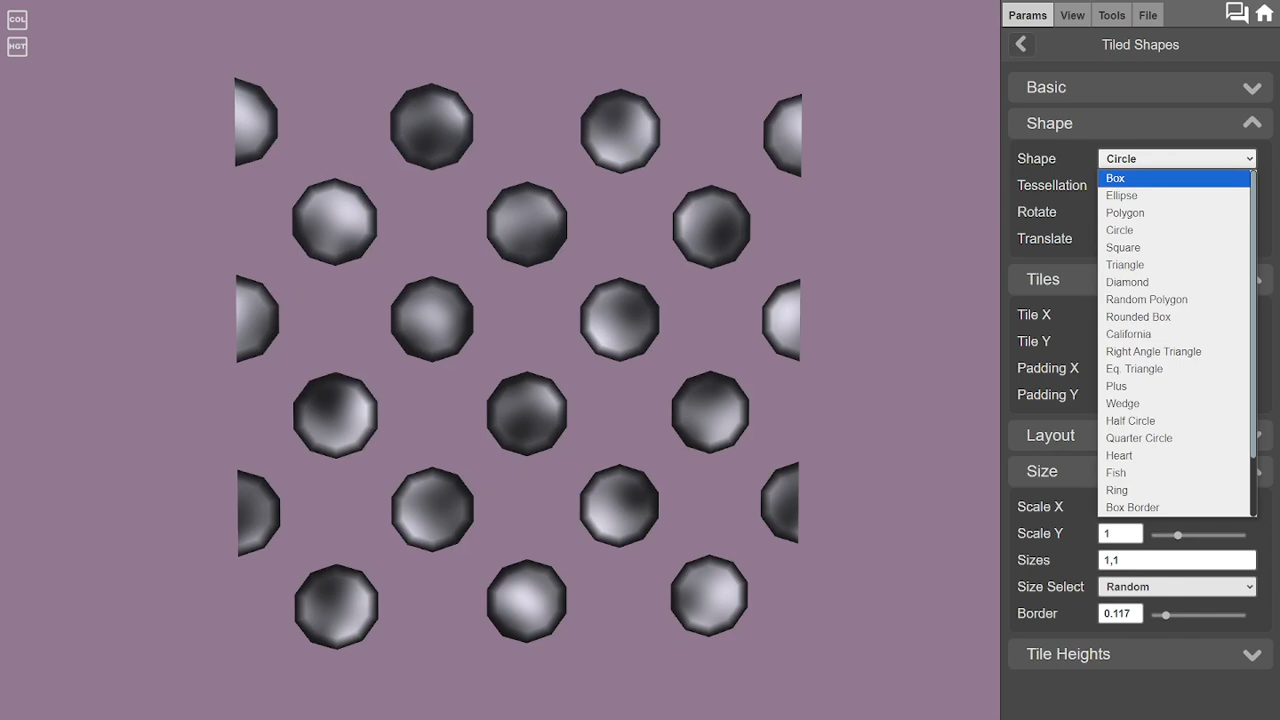 COL
HGT
Params View Tools File
Tiled Shapes
Basic
Shape
Shape Circle
Box
Tessellation
Ellipse
Rotate
Polygon
Circle
Translate
Square
Triangle
Tiles
Diamond
Random Polygon
Tile X
Rounded Box
Tile Y
California
Right Angle Triangle
Padding X
Eq. Triangle
Plus
Padding Y
Wedge
Half Circle
Layout
Quarter Circle
Heart
Size
Fish
Ring
Scale X
Box Border
Scale Y 1
Sizes 1,1
Size Select Random
Border 0.117
Tile Heights